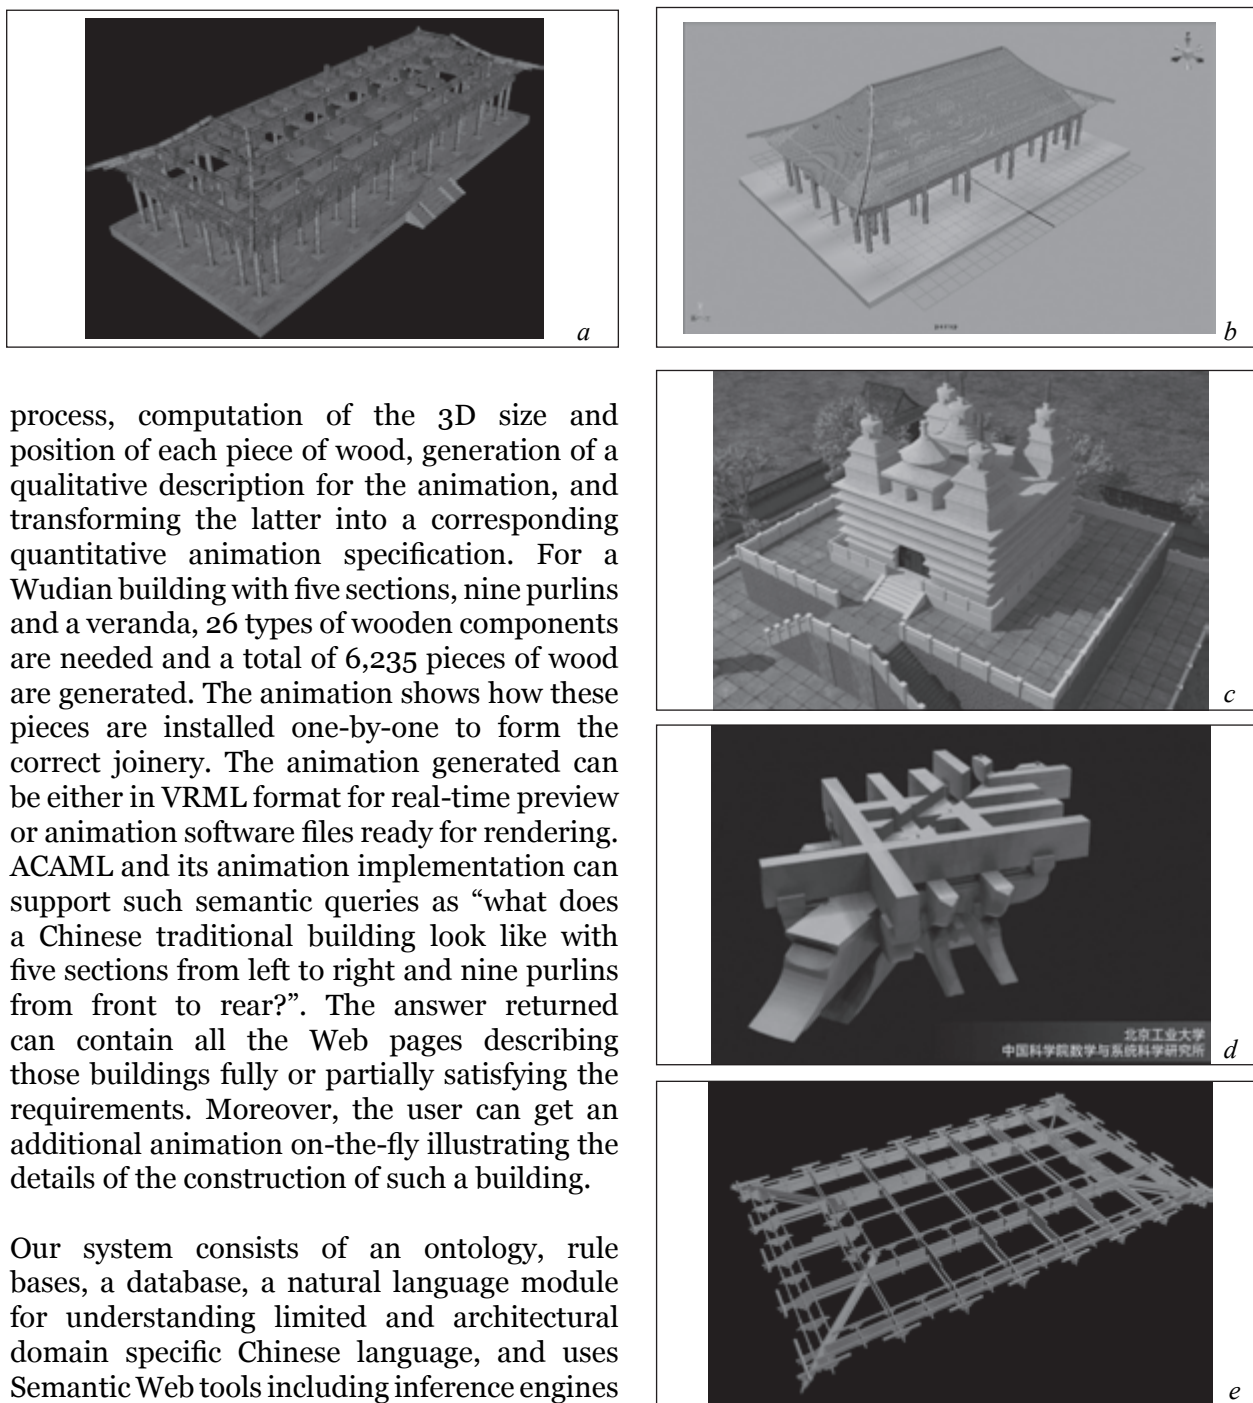 a
b
process, computation of the 3D size and
position of each piece of wood, generation of a
qualitative description for the animation, and
transforming the latter into a corresponding
quantitative animation specification. For a
Wudian building with five sections, nine purlins
and a veranda, 26 types of wooden components
are needed and a total of 6,235 pieces of wood
are generated. The animation shows how these
pieces are installed one-by-one to form the
correct joinery. The animation generated can
be either in VRML format for real-time preview
or animation software files ready for rendering.
ACAML and its animation implementation can
support such semantic queries as “what does
a Chinese traditional building look like with
five sections from left to right and nine purlins
from front to rear?”. The answer returned
can contain all the Web pages describing
those buildings fully or partially satisfying the
requirements. Moreover, the user can get an
additional animation on-the-fly illustrating the
details of the construction of such a building.
Our system consists of an ontology, rule
bases, a database, a natural language module
for understanding limited and architectural
domain specific Chinese language, and uses
Semantic Web tools including inference engines
c
北京工业大学
中国科学院数学与系统科学研究所
d
e